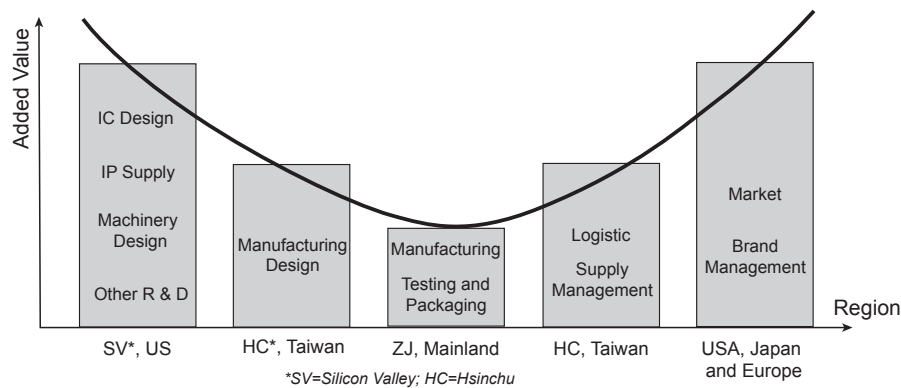 Added Value
IC Design
IP Supply
Machinery
Design
Other R & D
Manufacturing
Design
Manufacturing
Testing and
Packaging
Logistic
Supply
Management
Market
Brand
Management
Region
SV*, US
HC*, Taiwan
ZJ, Mainland
HC, Taiwan
USA, Japan
and Europe
*SV=Silicon Valley; HC=Hsinchu